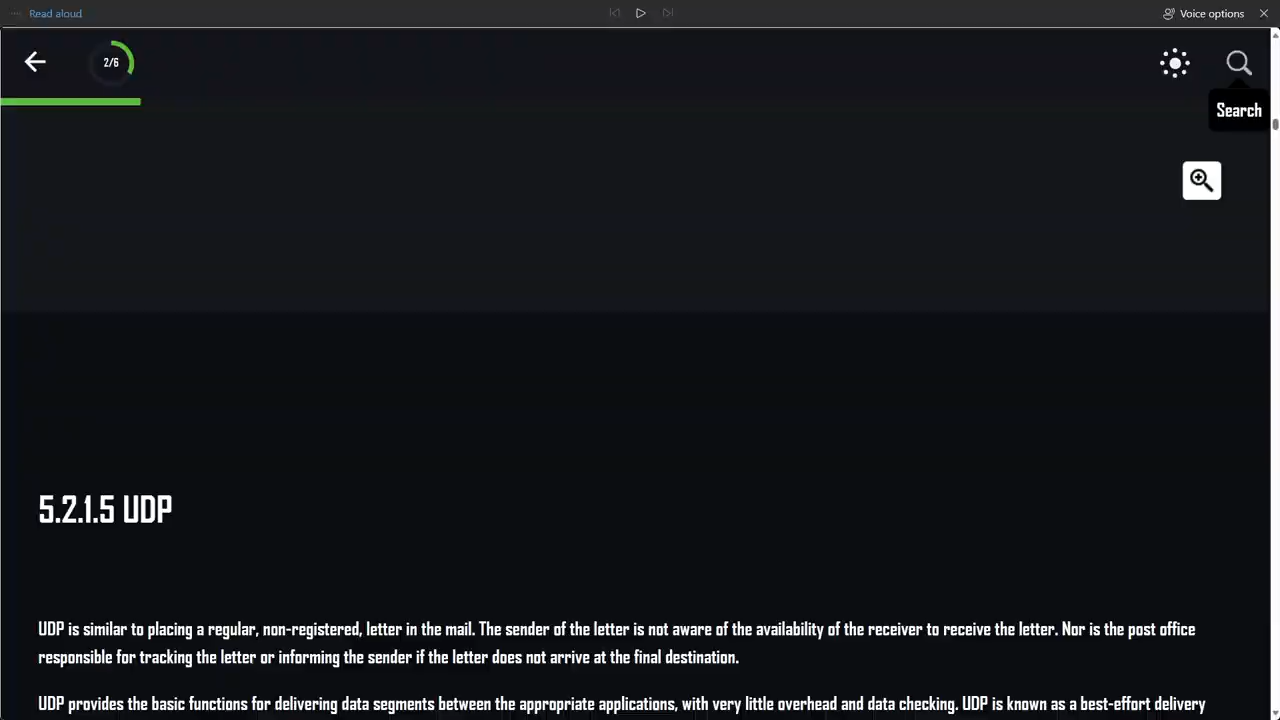 Read aloud
Voice options
2/6
Search
5.2.1.5 UDP
UDP is similar to placing a regular, non-registered, letter in the mail. The sender of the letter is not aware of the availability of the receiver to receive the letter. Nor is the post office
responsible for tracking the letter or informing the sender if the letter does not arrive at the final destination.
UDP provides the basic functions for delivering data segments between the appropriate applications, with very little overhead and data checking. UDP is known as a best-effort delivery